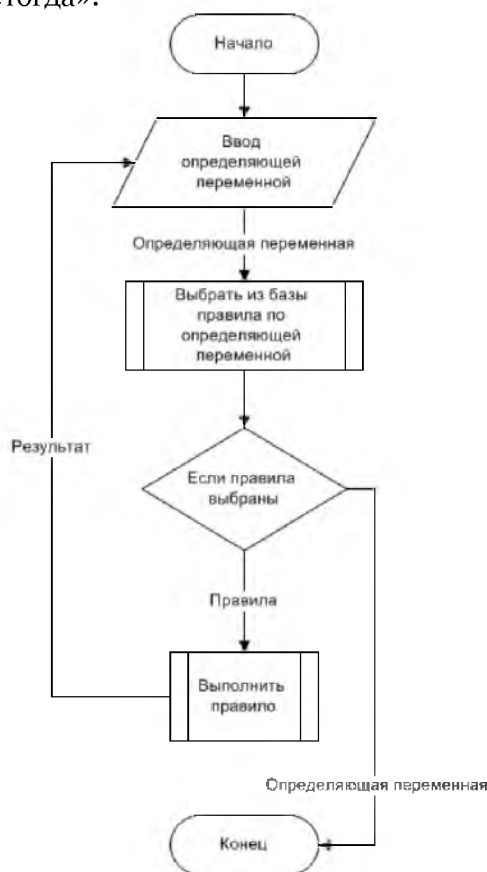 тогда».
Начало
Ввод
определяющей
переменной
Определяющая переменная
Выбрать из базы
правила по
определяющей
переменной
Результат
Если правила
выбраны
Правила
Выполнить
правило
Определяющая переменная
Конец